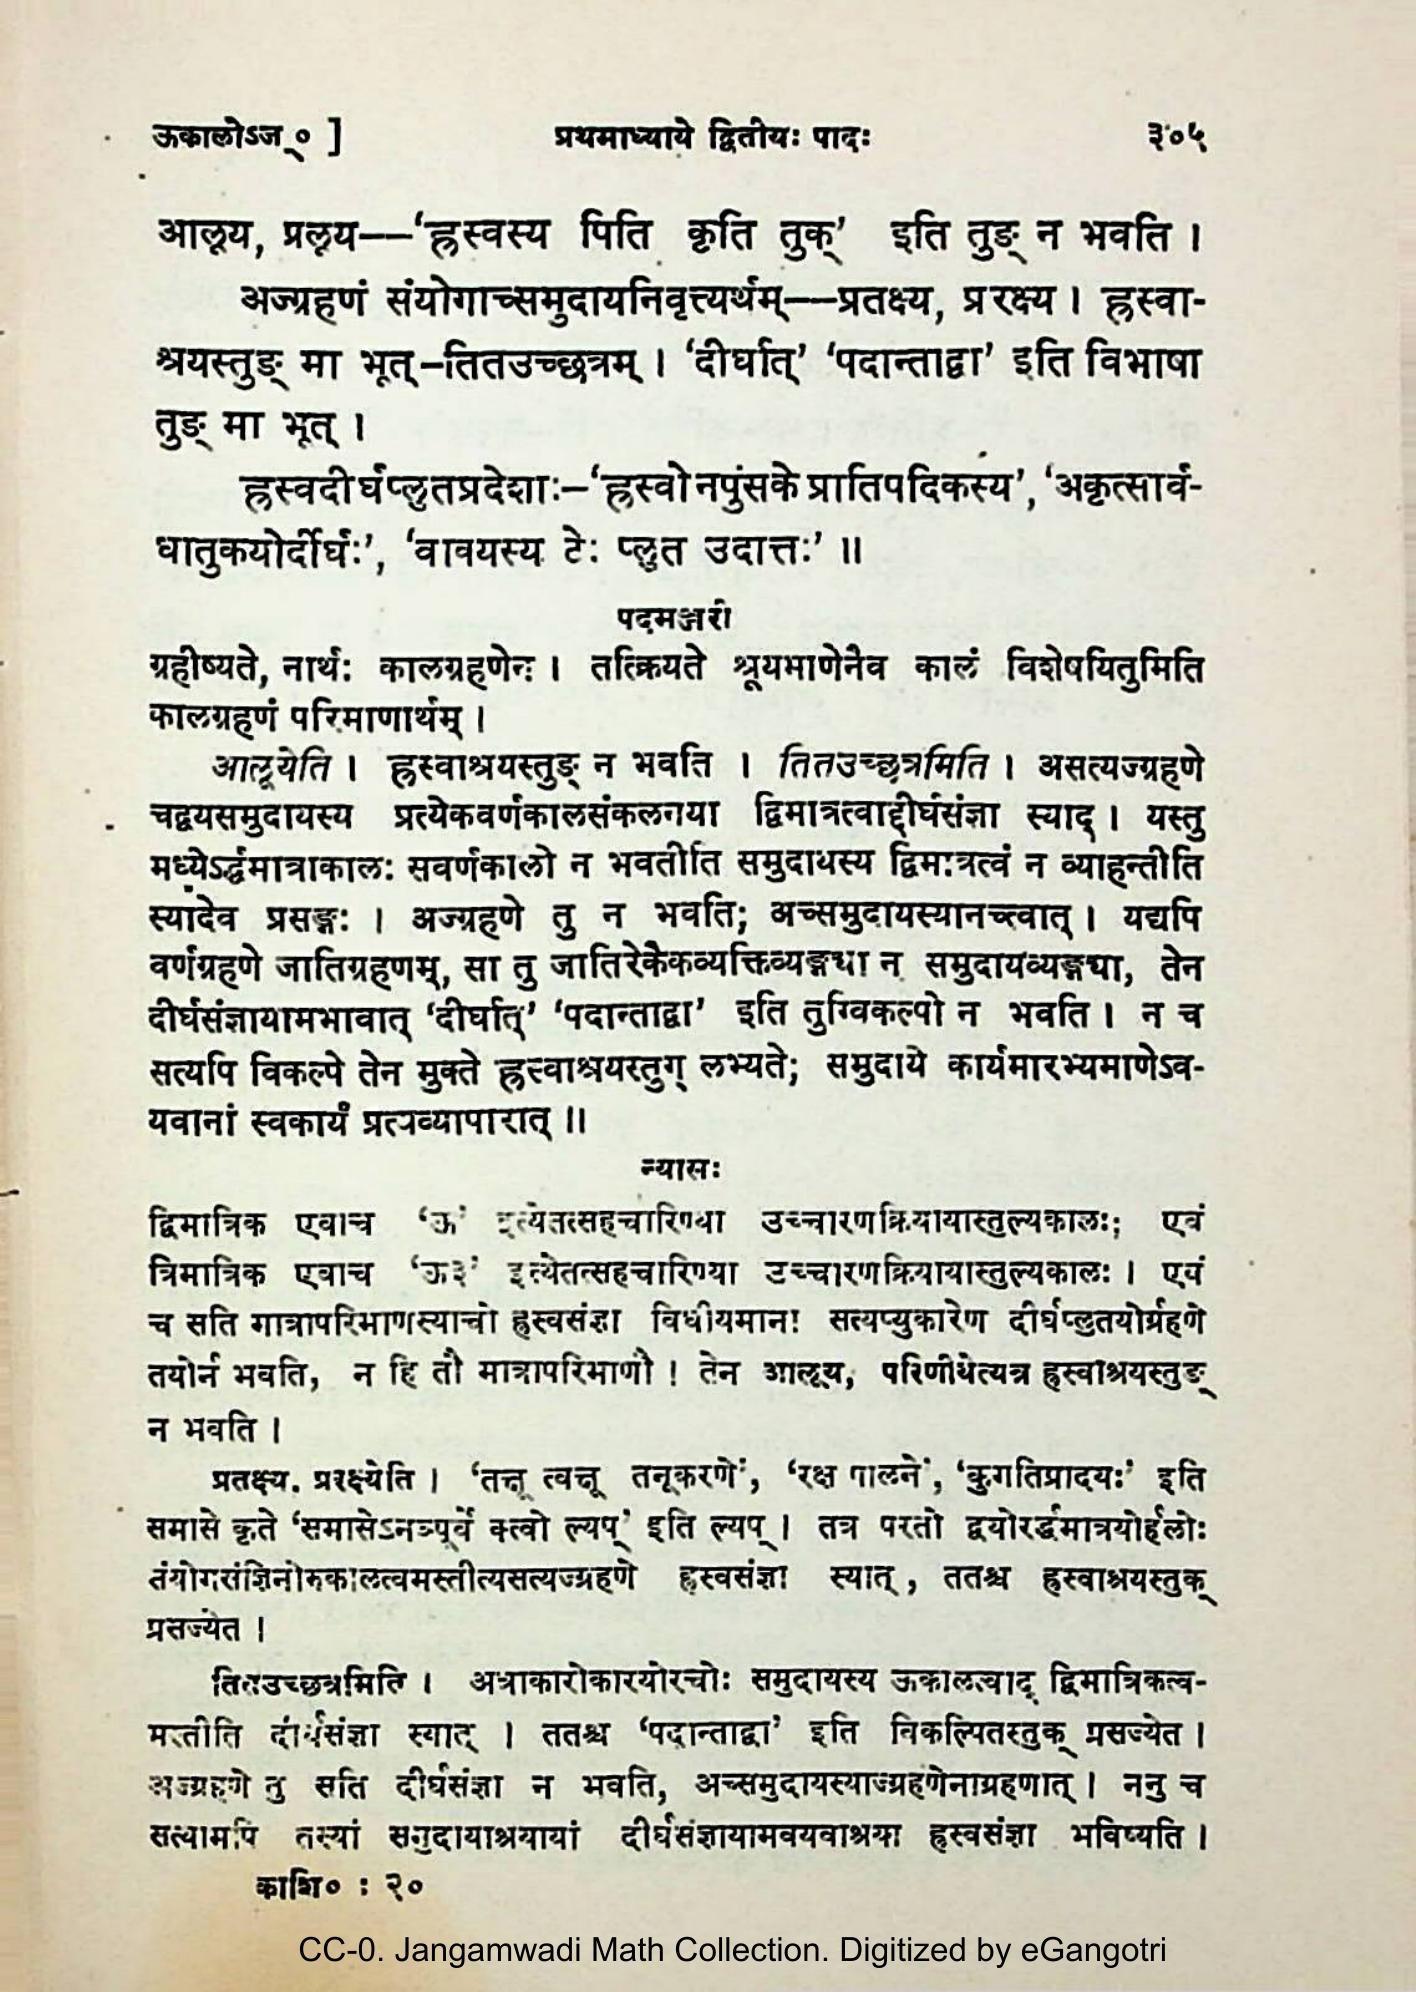 ऊकालोऽज्० ] प्रथमाध्याये द्वितीयः पादः ३०५
आलूय, प्रलूय––‘ह्रस्वस्य पिति कृति तुक्’ इति तुङ् न भवति ।
अज्ग्रहणं संयोगाच्समुदायनिवृत्त्यर्थम्––प्रतक्ष्य, प्ररक्ष्य । ह्रस्वा-
श्रयस्तुङ् मा भूत्–तितउच्छत्रम् । ‘दीर्घात्’ ‘पदान्ताद्वा’ इति विभाषा
तुङ् मा भूत् ।
ह्रस्वदीर्घप्लुतप्रदेशाः–‘ह्रस्वो नपुंसके प्रातिपदिकस्य’, ‘अकृत्सार्व-
धातुकयोर्दीर्घः’, ‘वाक्यस्य टेः प्लुत उदात्तः’ ॥
पदमञ्जरी
ग्रहीष्यते, नार्थः कालग्रहणेन । तत्क्रियते श्रूयमाणेनैव कालं विशेषयितुमिति
कालग्रहणं परिमाणार्थम् ।
आलूयेति । ह्रस्वाश्रयस्तुङ् न भवति । तितउच्छत्रमिति । असत्यज्ग्रहणे
चद्वयसमुदायस्य प्रत्येकवर्णकालसंकलनया द्विमात्रत्वाद्दीर्घसंज्ञा स्याद् । यस्तु
मध्येऽर्द्धमात्राकालः सवर्णकालो न भवतीति समुदायस्य द्विमात्रत्वं न व्याहन्तीति
स्यादेव प्रसङ्गः । अज्ग्रहणे तु न भवति; अच्समुदायस्यानच्त्वात् । यद्यपि
वर्णग्रहणे जातिग्रहणम्, सा तु जातिरेकैकव्यक्तिव्यङ्ग्या न समुदायव्यङ्ग्या, तेन
दीर्घसंज्ञायामभावात् ‘दीर्घात्’ ‘पदान्ताद्वा’ इति तुग्विकल्पो न भवति । न च
सत्यपि विकल्पे तेन मुक्ते ह्रस्वाश्रयस्तुग् लभ्यते; समुदाये कार्यमारभ्यमाणेऽव-
यवानां स्वकार्यं प्रत्यव्यापारात् ॥
न्यासः
द्विमात्रिक एवाच ‘ऊ’ इत्येतत्सहचारिण्या उच्चारणक्रियायास्तुल्यकालः; एवं
त्रिमात्रिक एवाच ‘ऊ३’ इत्येतत्सहचारिण्या उच्चारणक्रियायास्तुल्यकालः । एवं
च सति मात्रापरिमाणस्याचो ह्रस्वसंज्ञा विधीयमाना सत्यप्युकारेण दीर्घप्लुतयोर्ग्रहणे
तयोर्न भवति, न हि तौ मात्रापरिमाणौ ! तेन आलूय, परिणीयेत्यत्र ह्रस्वाश्रयस्तुङ्
न भवति ।
प्रतक्ष्य. प्ररक्ष्येति । ‘तक्षू त्वक्षू तनूकरणे’, ‘रक्ष पालने’, ‘कुगतिप्रादयः’ इति
समासे कृते ‘समासेऽनञ्पूर्वे क्त्वो ल्यप्’ इति ल्यप् । तत्र परतो द्वयोरर्द्धमात्रयोर्हलोः
संयोगसंज्ञिनोरुकालत्वमस्तीत्यसत्यज्ग्रहणे ह्रस्वसंज्ञा स्यात्, ततश्च ह्रस्वाश्रयस्तुक्
प्रसज्येत ।
तितउच्छत्रमिति । अत्राकारोकारयोरचोः समुदायस्य ऊकालत्वाद् द्विमात्रिकत्व-
मस्तीति दीर्घसंज्ञा स्याद् । ततश्च ‘पदान्ताद्वा’ इति विकल्पितस्तुक् प्रसज्येत ।
अज्ग्रहणे तु सति दीर्घसंज्ञा न भवति, अच्समुदायस्याज्ग्रहणेनाग्रहणात् । ननु च
सत्यामपि तस्यां समुदायाश्रयायां दीर्घसंज्ञायामवयवाश्रया ह्रस्वसंज्ञा भविष्यति ।
काशि० : २०
CC-0. Jangamwadi Math Collection. Digitized by eGangotri